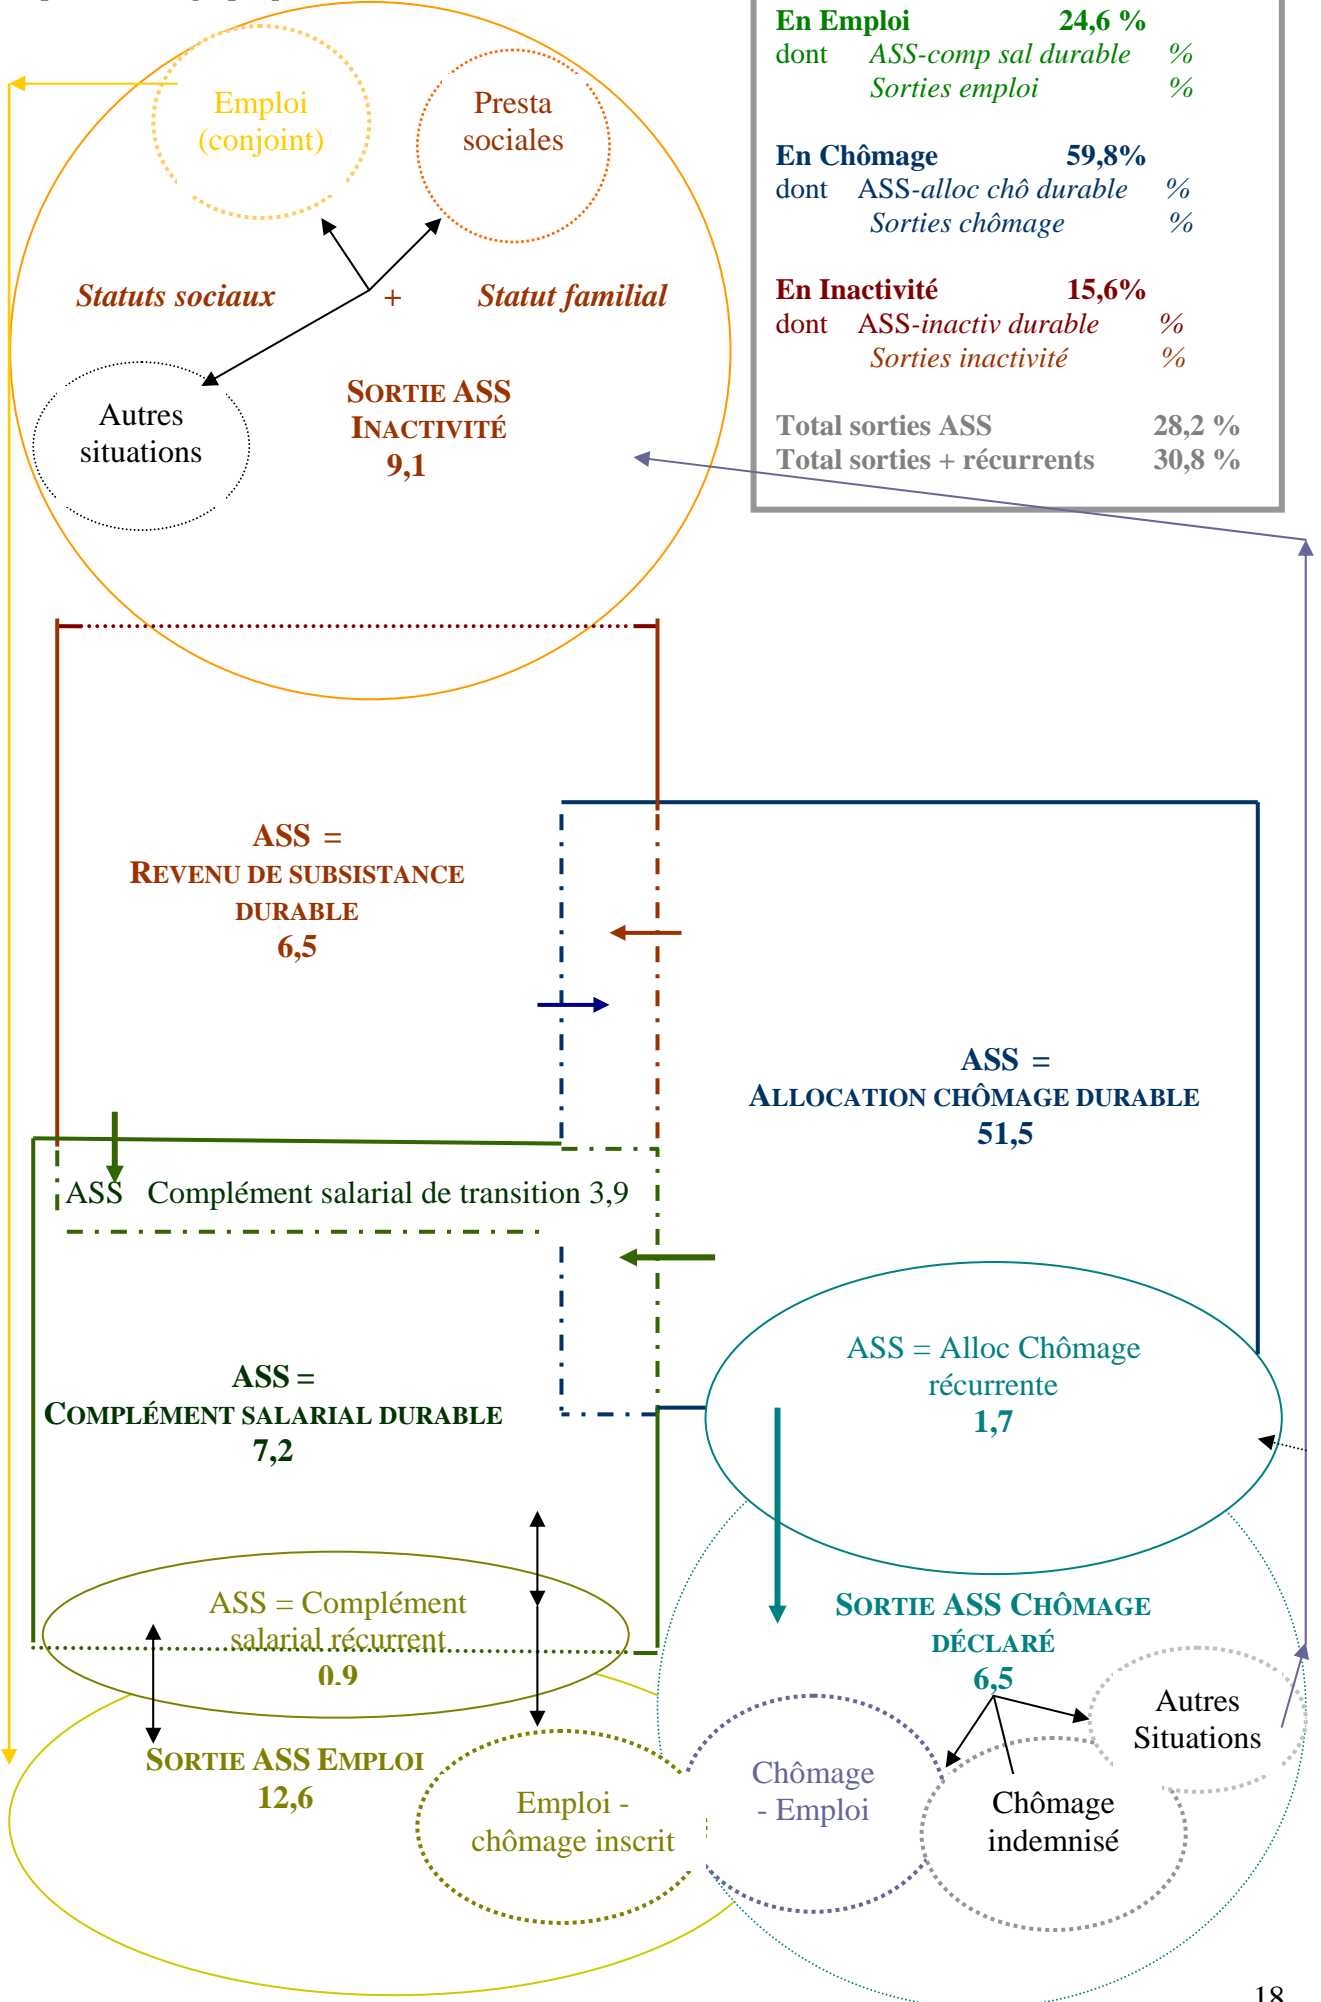 En Emploi 24,6 %
dont ASS-comp sal durable %
Sorties emploi %
En Chômage 59,8%
dont ASS-alloc chô durable %
Sorties chômage %
En Inactivité 15,6%
dont ASS-inactiv durable %
Sorties inactivité %
Total sorties ASS 28,2 %
Total sorties + récurrents 30,8 %
Emploi
(conjoint)
Presta
sociales
Statuts sociaux + Statut familial
Autres
situations
SORTIE ASS
INACTIVITÉ
9,1
ASS =
REVENU DE SUBSISTANCE
DURABLE
6,5
ASS =
ALLOCATION CHÔMAGE DURABLE
51,5
ASS Complément salarial de transition 3,9
ASS =
COMPLÉMENT SALARIAL DURABLE
7,2
ASS = Alloc Chômage
récurrente
1,7
ASS = Complément
salarial récurrent
0,9
SORTIE ASS CHÔMAGE
DÉCLARÉ
6,5
SORTIE ASS EMPLOI
12,6
Emploi -
chômage inscrit
Chômage
- Emploi
Chômage
indemnisé
Autres
Situations
18